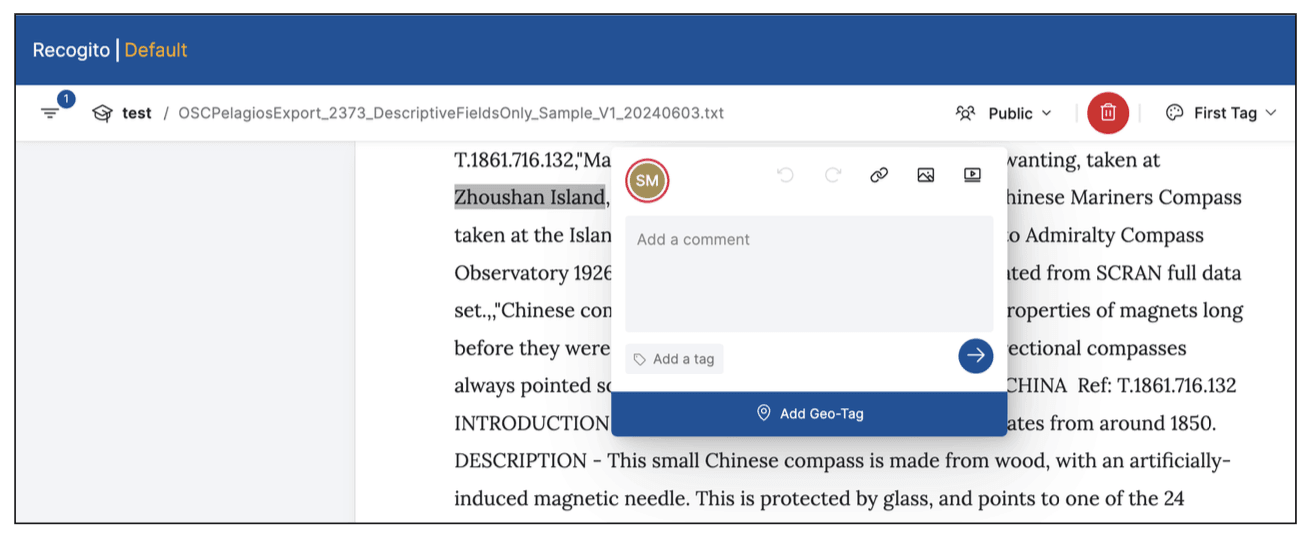 Recogito | Default
1
test / OSCPelagiosExport_2373_DescriptiveFieldsOnly_Sample_V1_20240603.txt
Public
First Tag
T.1861.716.132,"Ma
wanting, taken at
Zhoushan Island,
hinese Mariners Compass
taken at the Islan
to Admiralty Compass
Observatory 1926
ated from SCRAN full data
set.,,"Chinese con
roperties of magnets long
before they were
ectional compasses
always pointed so
CHINA Ref: T.1861.716.132
INTRODUCTION
ates from around 1850.
SM
Add a comment
Add a tag
Add Geo-Tag
DESCRIPTION - This small Chinese compass is made from wood, with an artificially-
induced magnetic needle. This is protected by glass, and points to one of the 24